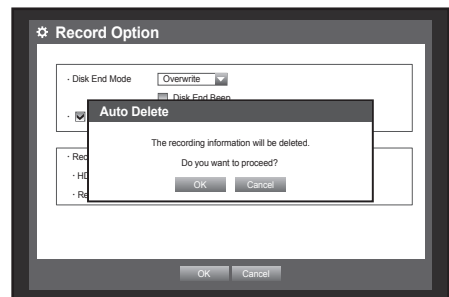 Record Option
· Disk End Mode Overwrite
Disk End Beep
Auto Delete
The recording information will be deleted.
Do you want to proceed?
OK Cancel
· Rec
· HD
· Re
OK Cancel